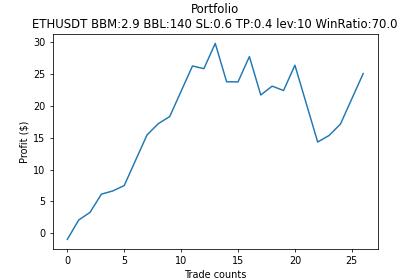 Portfolio
ETHUSDT BBM:2.9 BBL:140 SL:0.6 TP:0.4 lev:10 WinRatio:70.0
30
25
20
15
10
5
0
Profit ($)
0 5 10 15 20 25
Trade counts